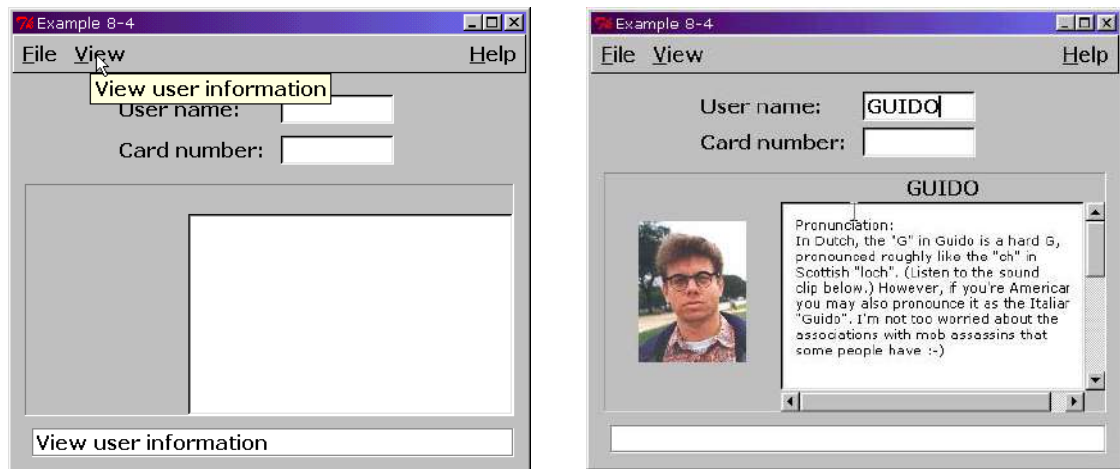 Example 8-4
File View Help
View user information
User name:
Card number:
View user information
Example 8-4
File View Help
User name: GUIDO
Card number:
GUIDO
Pronunciation:
In Dutch, the "G" in Guido is a hard G,
pronounced roughly like the "ch" in
Scottish "loch". (Listen to the sound
clip below.) However, if you're American
you may also pronounce it as the Italian
"Guido". I'm not too worried about the
associations with mob assassins that
some people have :-)